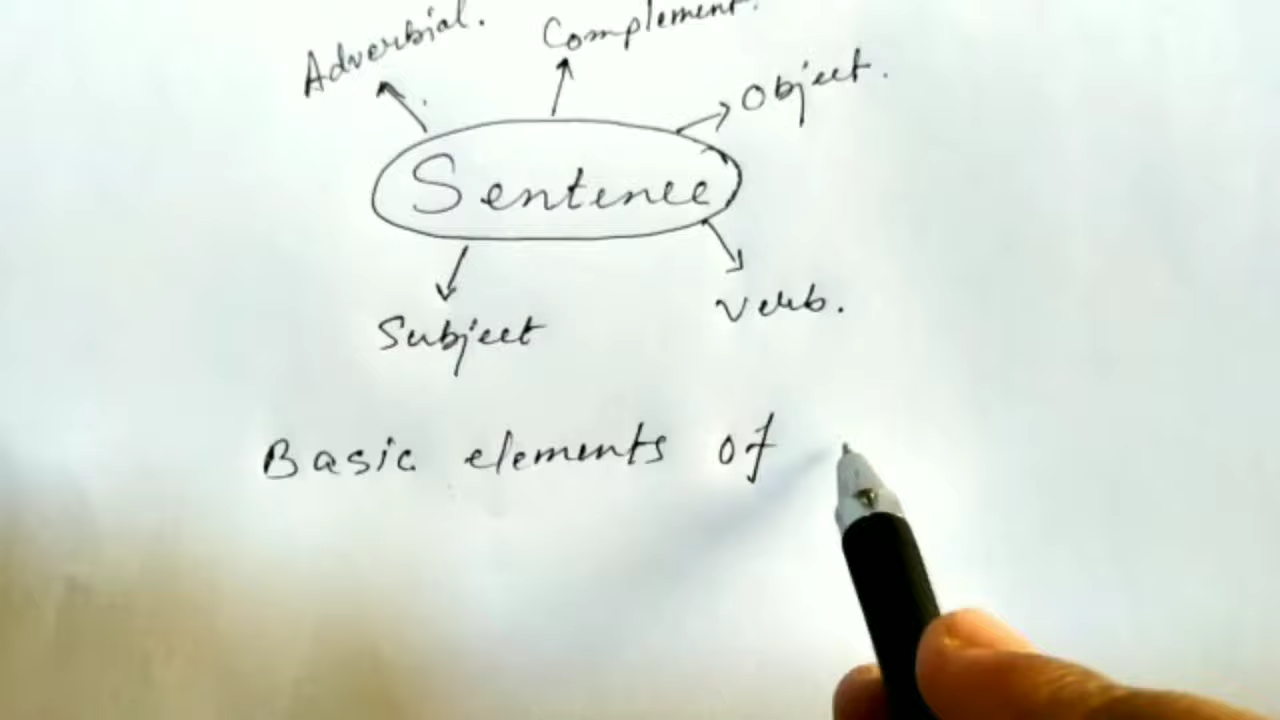 Adverbial.
Complement.
Object.
Sentence
Subject
Verb.
Basic elements of